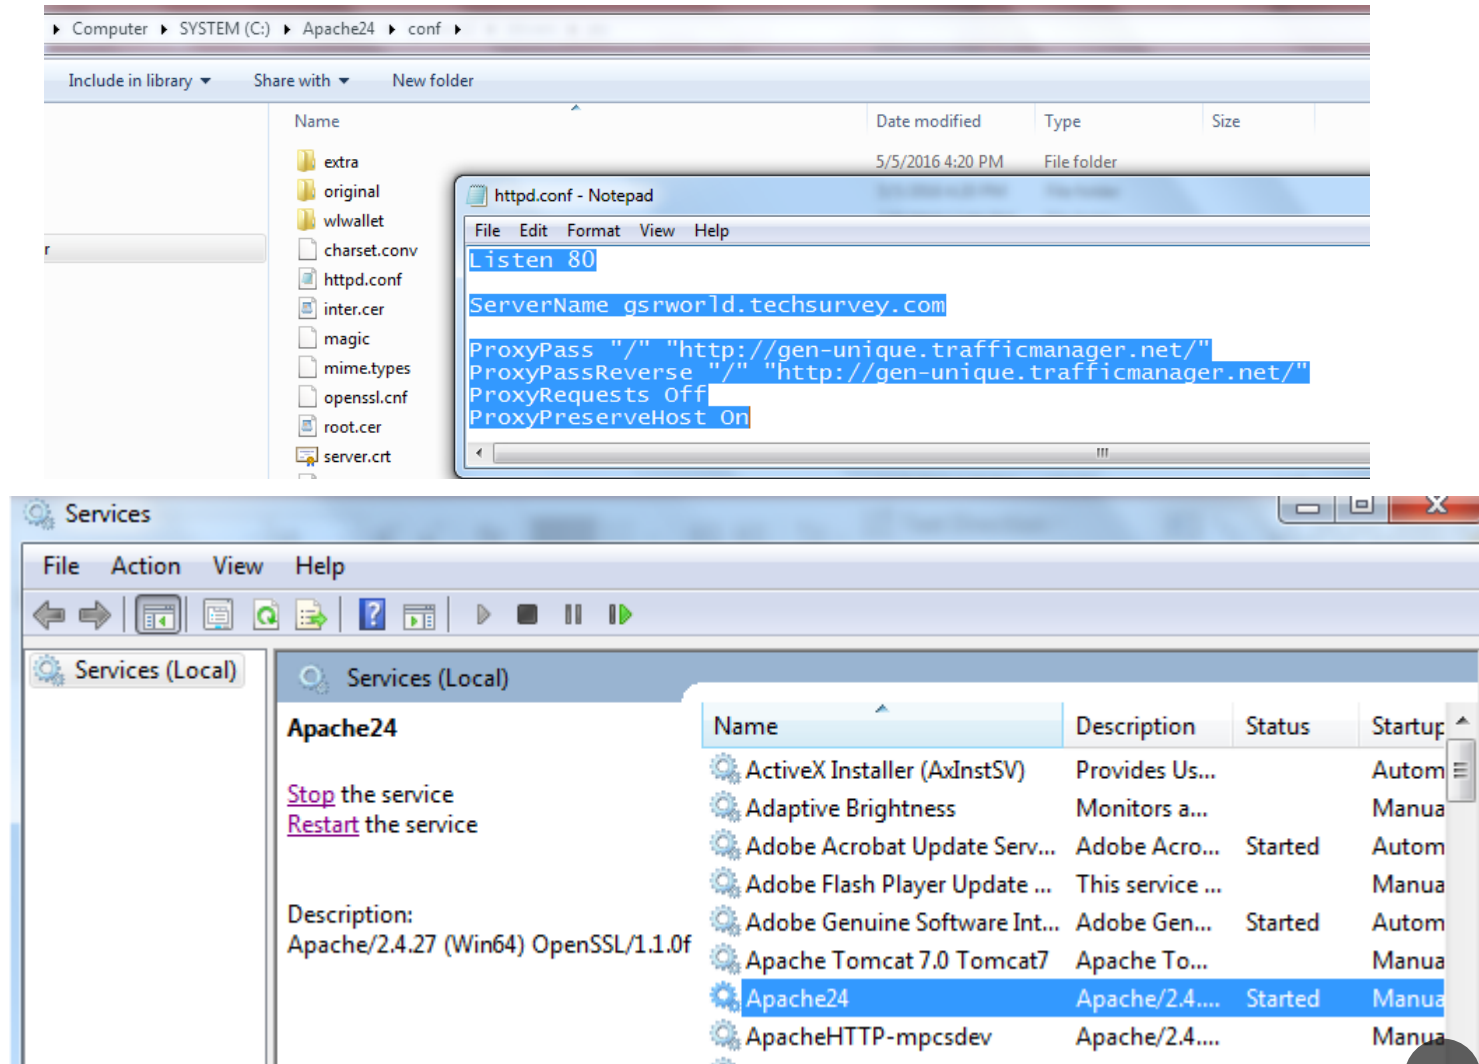 Computer SYSTEM (C:) Apache24 conf
Include in library Share with New folder
Name Date modified Type Size
extra 5/5/2016 4:20 PM File folder
original
wlwallet
charset.conv
httpd.conf
inter.cer
magic
mime.types
openssl.cnf
root.cer
server.crt
r
httpd.conf - Notepad
File Edit Format View Help
Listen 80
ServerName gsrworld.techsurvey.com
ProxyPass "/" "http://gen-unique.trafficmanager.net/"
ProxyPassReverse "/" "http://gen-unique.trafficmanager.net/"
ProxyRequests Off
ProxyPreserveHost On
Services
File Action View Help
Services (Local)
Services (Local)
Apache24
Stop the service
Restart the service
Description:
Apache/2.4.27 (Win64) OpenSSL/1.1.0f
Name Description Status Startup
ActiveX Installer (AxInstSV) Provides Us... Autom
Adaptive Brightness Monitors a... Manua
Adobe Acrobat Update Serv... Adobe Acro... Started Autom
Adobe Flash Player Update ... This service ... Manua
Adobe Genuine Software Int... Adobe Gen... Started Autom
Apache Tomcat 7.0 Tomcat7 Apache To... Manua
Apache24 Apache/2.4.... Started Manua
ApacheHTTP-mpcsdev Apache/2.4.... Manua